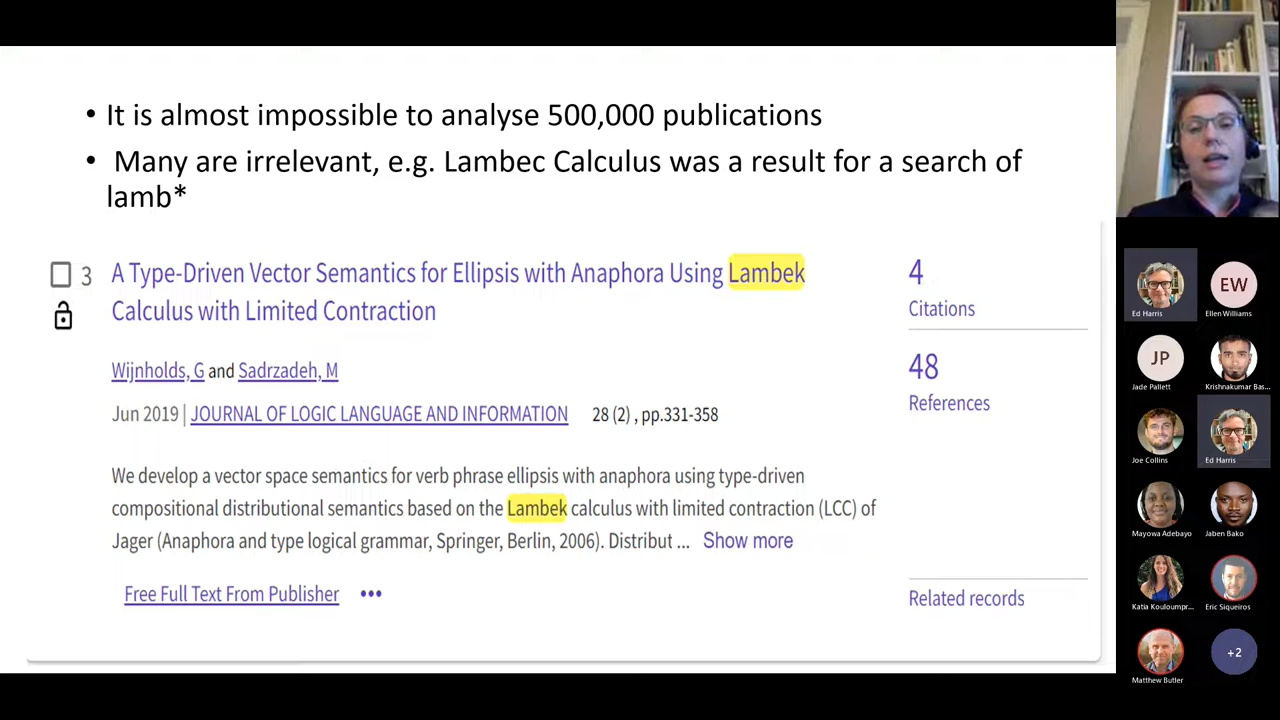 • It is almost impossible to analyse 500,000 publications
• Many are irrelevant, e.g. Lambec Calculus was a result for a search of
lamb*
3 A Type-Driven Vector Semantics for Ellipsis with Anaphora Using Lambek
Calculus with Limited Contraction
Wijnholds, G and Sadrzadeh, M
Jun 2019 | JOURNAL OF LOGIC LANGUAGE AND INFORMATION 28 (2) , pp.331-358
We develop a vector space semantics for verb phrase ellipsis with anaphora using type-driven
compositional distributional semantics based on the Lambek calculus with limited contraction (LCC) of
Jager (Anaphora and type logical grammar, Springer, Berlin, 2006). Distribut ... Show more
Free Full Text From Publisher •••
4
Citations
48
References
Related records
EW
Ed Harris
Ellen Williams
JP
Jade Pallett
Krishnakumar Bas...
Joe Collins
Ed Harris
Mayowa Adebayo
Jaben Bako
Katia Kouloumpr...
Eric Siqueiros
+2
Matthew Butler